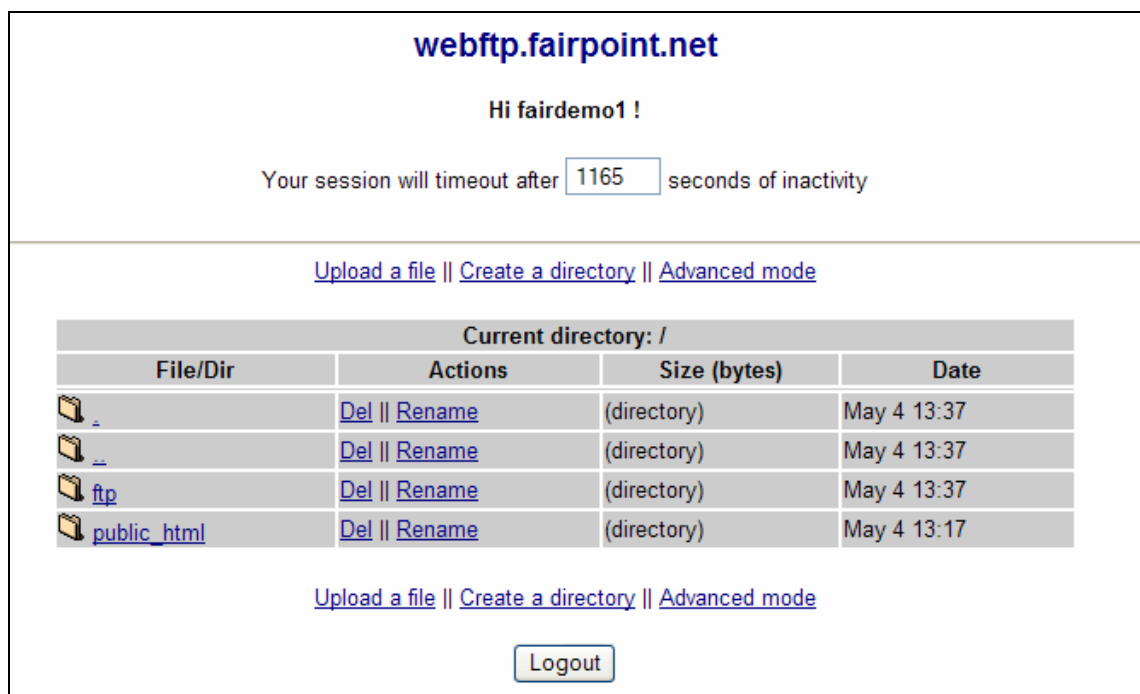 webftp.fairpoint.net
Hi fairdemo1 !
Your session will timeout after 1165 seconds of inactivity
Upload a file || Create a directory || Advanced mode
Current directory: /
File/Dir Actions Size (bytes) Date
. Del || Rename (directory) May 4 13:37
.. Del || Rename (directory) May 4 13:37
ftp Del || Rename (directory) May 4 13:37
public_html Del || Rename (directory) May 4 13:17
Upload a file || Create a directory || Advanced mode
Logout